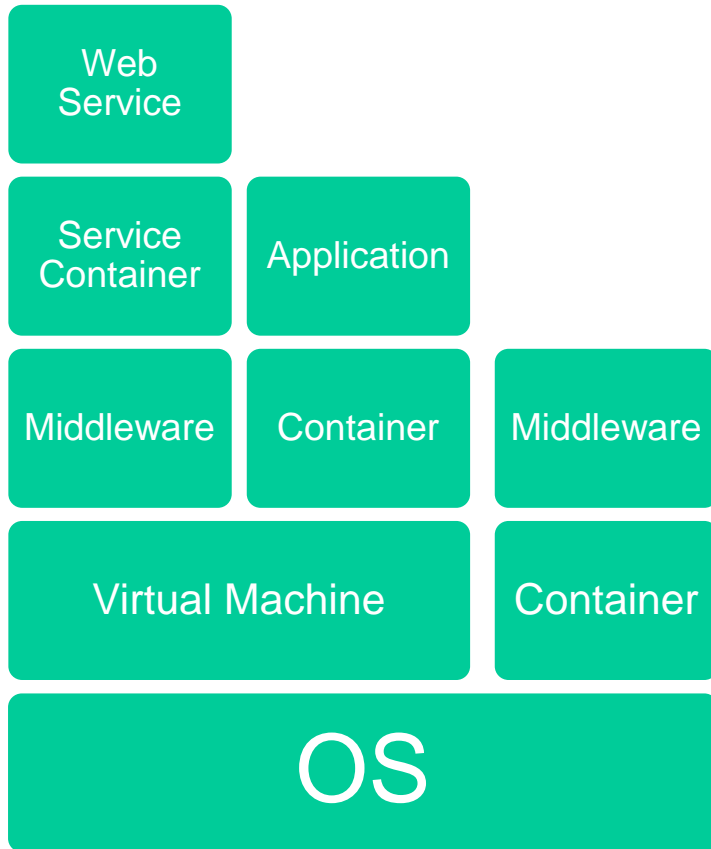 Web
Service
Service
Container
Application
Middleware
Container
Middleware
Virtual Machine
Container
OS